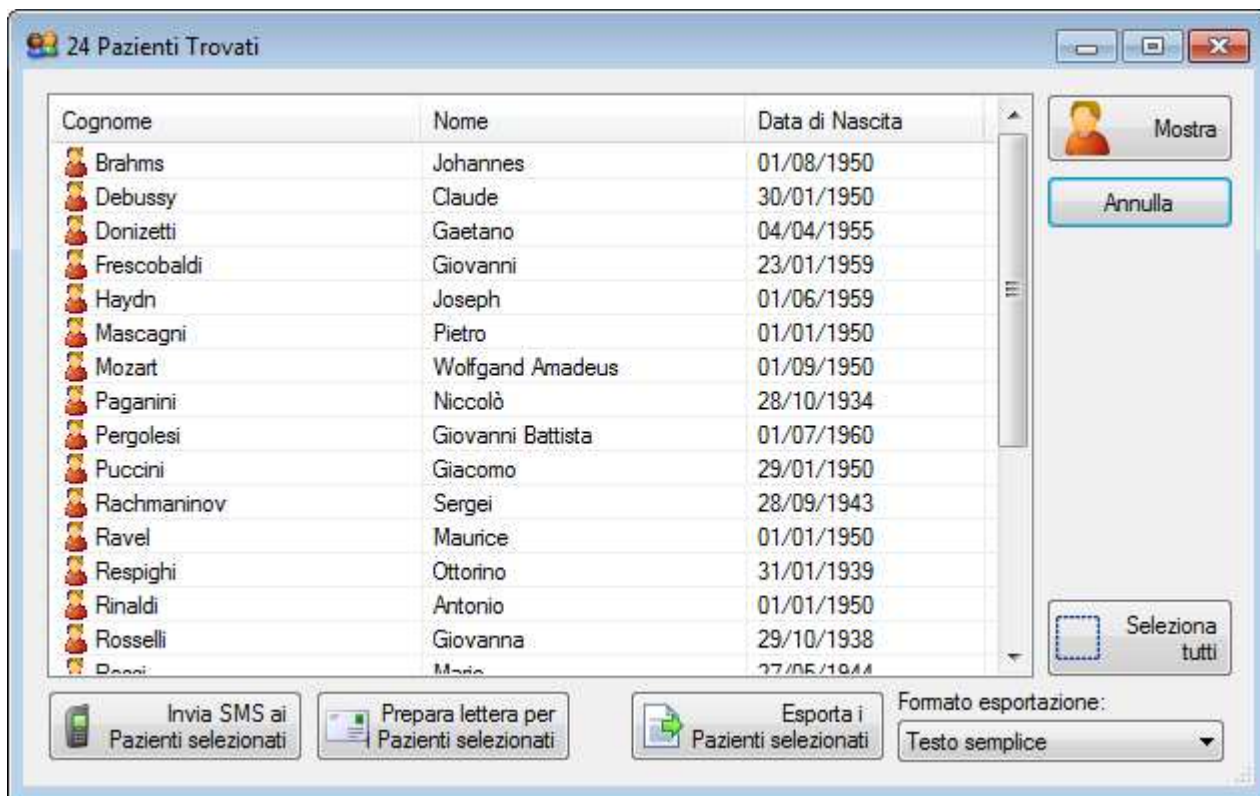 24 Pazienti Trovati
Cognome Nome Data di Nascita
Brahms Johannes 01/08/1950
Debussy Claude 30/01/1950
Donizetti Gaetano 04/04/1955
Frescobaldi Giovanni 23/01/1959
Haydn Joseph 01/06/1959
Mascagni Pietro 01/01/1950
Mozart Wolfgand Amadeus 01/09/1950
Paganini Niccolò 28/10/1934
Pergolesi Giovanni Battista 01/07/1960
Puccini Giacomo 29/01/1950
Rachmaninov Sergei 28/09/1943
Ravel Maurice 01/01/1950
Respighi Ottorino 31/01/1939
Rinaldi Antonio 01/01/1950
Rosselli Giovanna 29/10/1938
Mario 27/05/1944
Mostra
Annulla
Seleziona
tutti
Invia SMS ai
Pazienti selezionati
Prepara lettera per
Pazienti selezionati
Esporta i
Pazienti selezionati
Formato esportazione:
Testo semplice